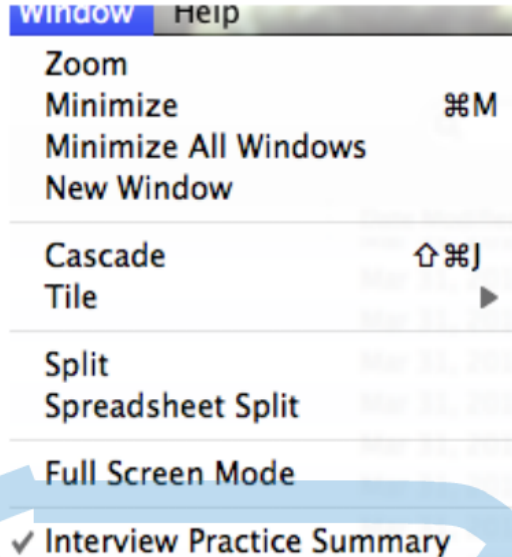 Window Help
Zoom
Minimize ⌘M
Minimize All Windows
New Window
Cascade ⇧⌘J
Tile ▶
Split
Spreadsheet Split
Full Screen Mode
✓ Interview Practice Summary